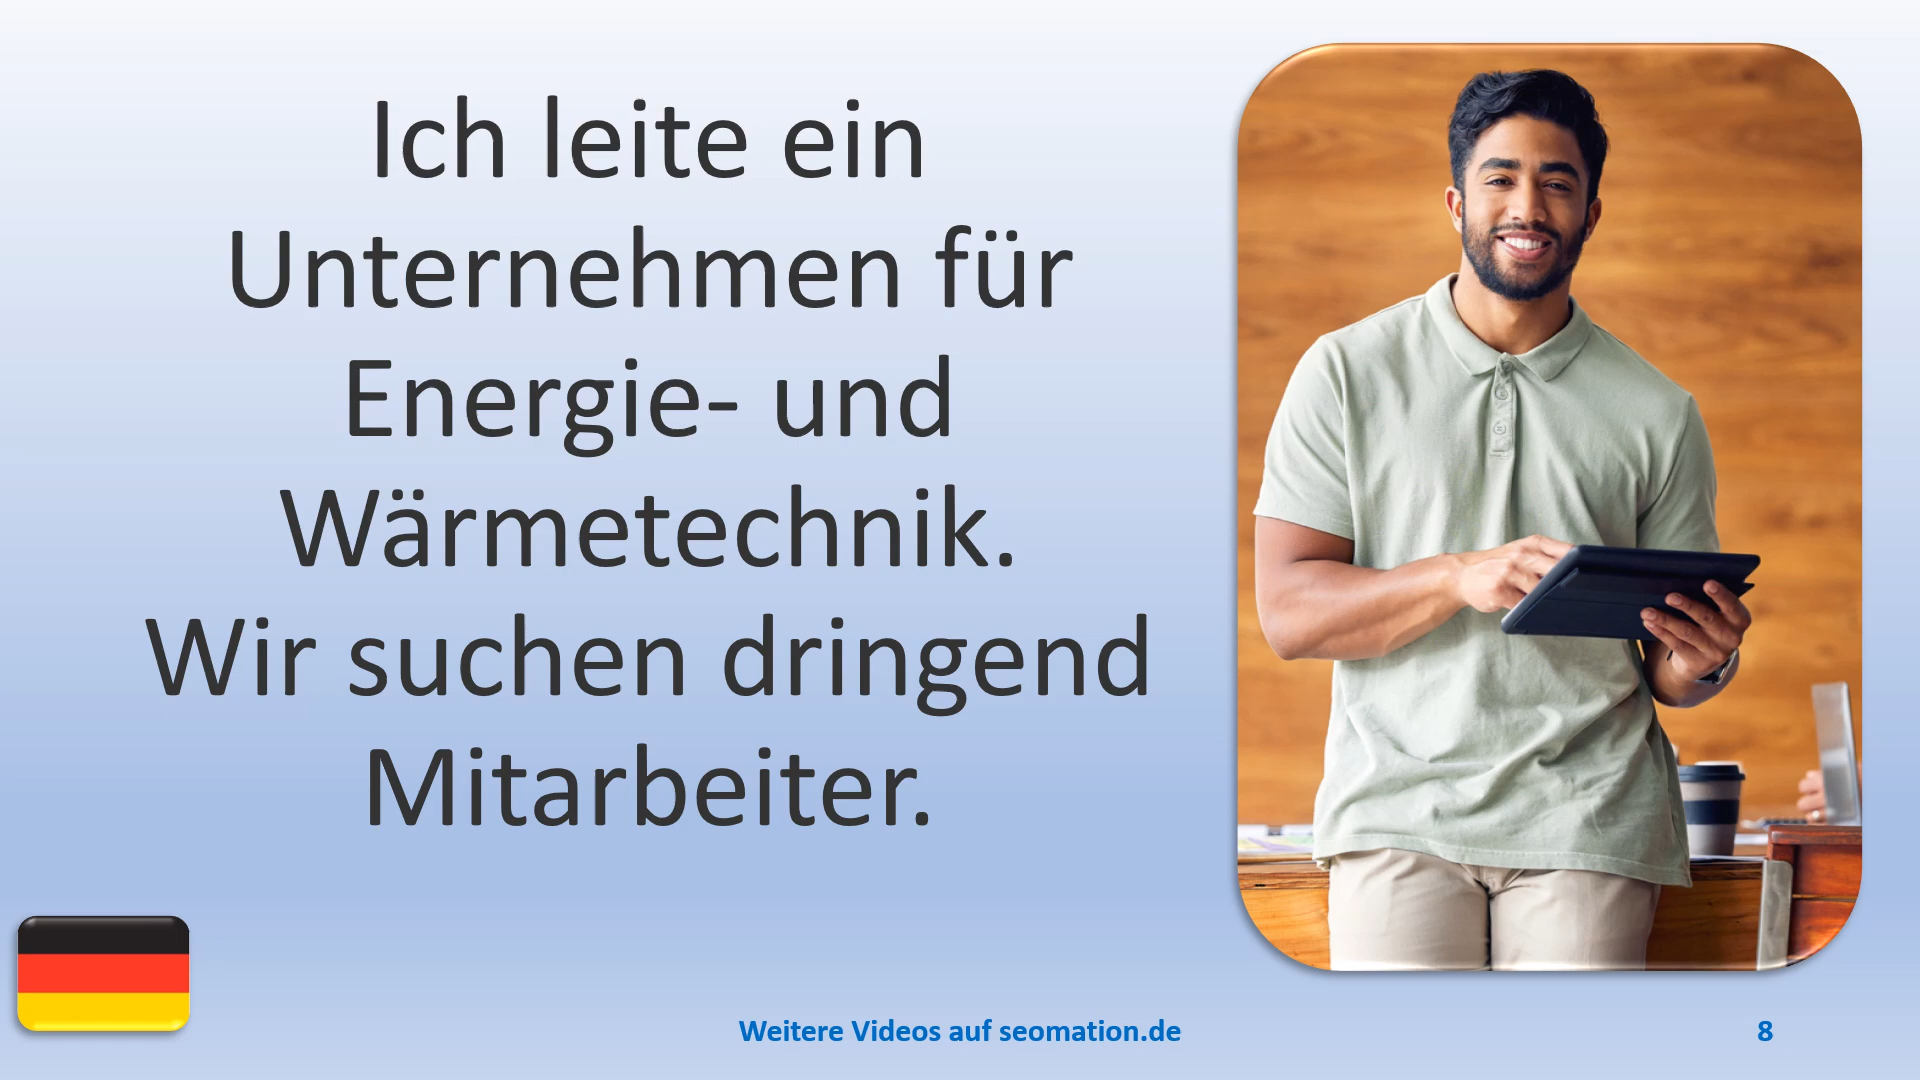 Ich leite ein
Unternehmen für
Energie- und
Wärmetechnik.
Wir suchen dringend
Mitarbeiter.
Weitere Videos auf seomation.de
8